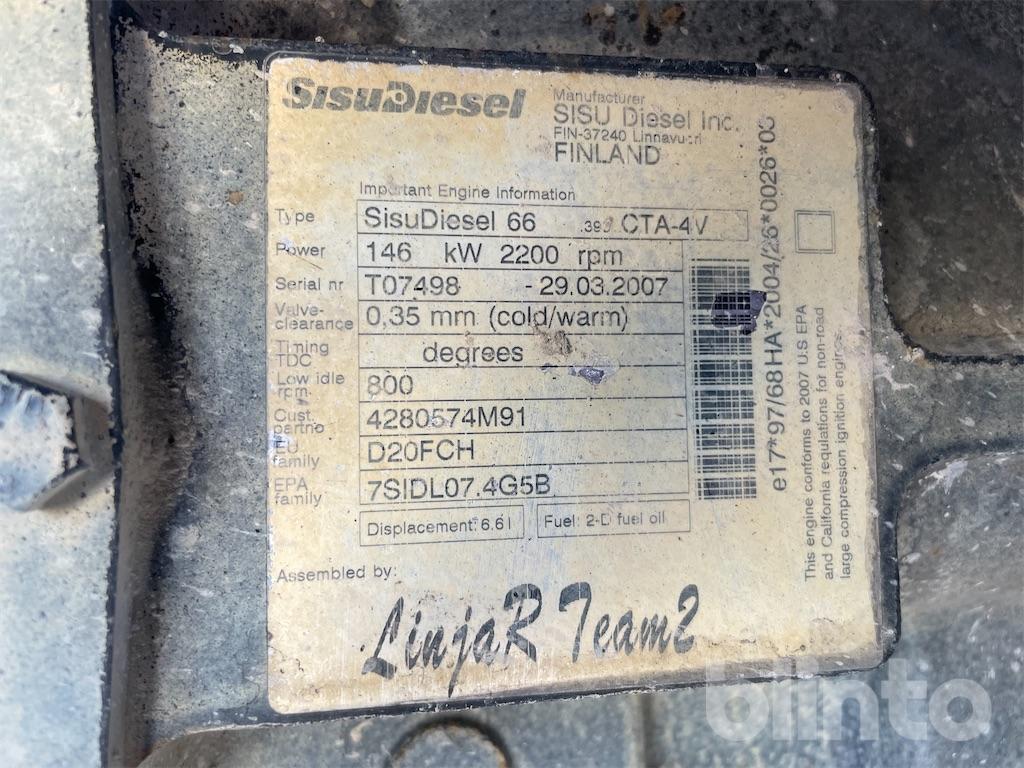 SisuDiesel
Manufacturer
SISU Diesel Inc.
FIN-37240 Linnavuori
FINLAND
Important Engine Information
Type SisuDiesel 66 CTA-4V
Power 146 kW 2200 rpm
Serial nr T07498 - 29.03.2007
Valve-
clearance 0,35 mm (cold/warm)
Timing
TDC degrees
Low idle
rpm 800
Cust.
partno 4280574M91
EU
family D20FCH
EPA
family 7SIDL07.4G5B
Displacement: 6.6 l Fuel: 2-D fuel oil
Assembled by:
LinjaR Team2
e17*97/68HA*2004/26*0026*03
This engine conforms to 2007 U.S EPA
and California regulations for non-road
large compression ignition engines.
blinto